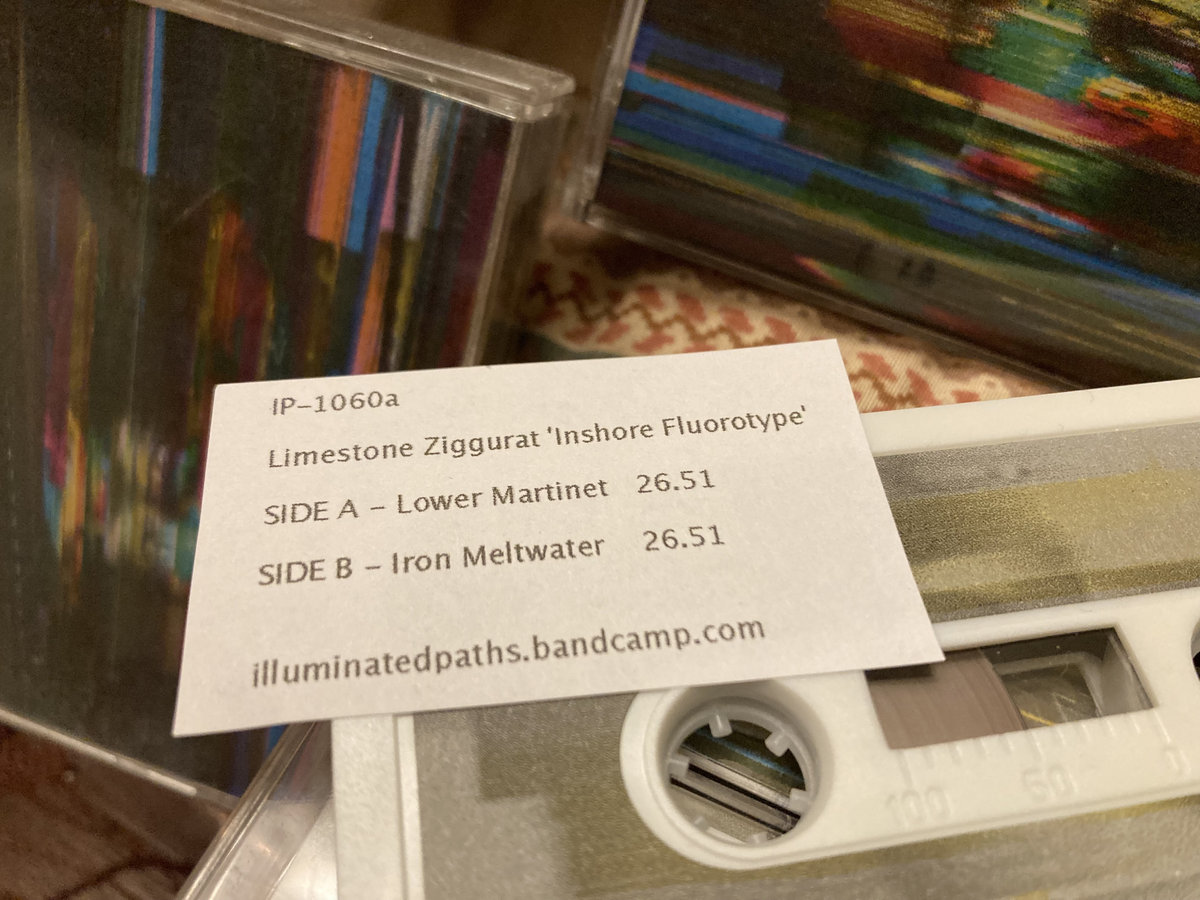 IP-1060a
Limestone Ziggurat 'Inshore Fluorotype'
SIDE A - Lower Martinet 26.51
SIDE B - Iron Meltwater 26.51
illuminatedpaths.bandcamp.com
100 50 0